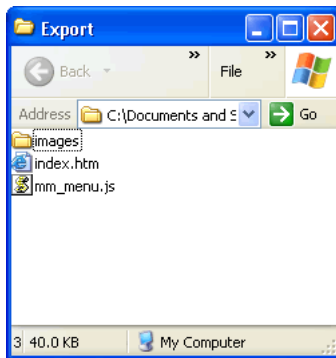 Export
Back » File »
Address C:\Documents and S Go
images
index.htm
mm_menu.js
3 40.0 KB My Computer